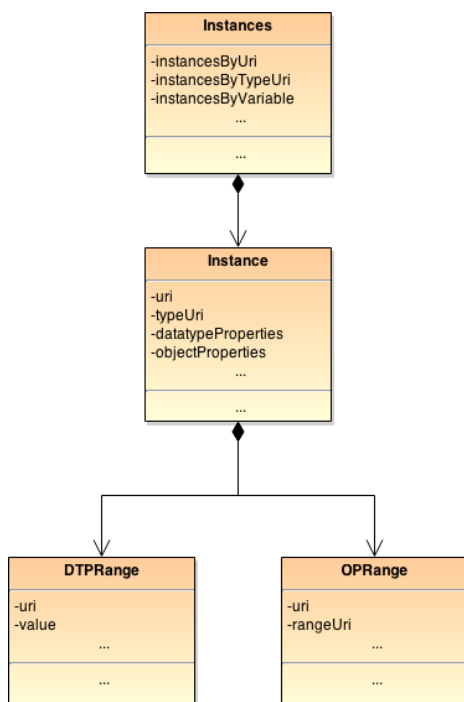 Instances
-instancesByUri
-instancesByTypeUri
-instancesByVariable
...
...
Instance
-uri
-typeUri
-datatypeProperties
-objectProperties
...
...
DTPRange
-uri
-value
...
...
OPRange
-uri
-rangeUri
...
...